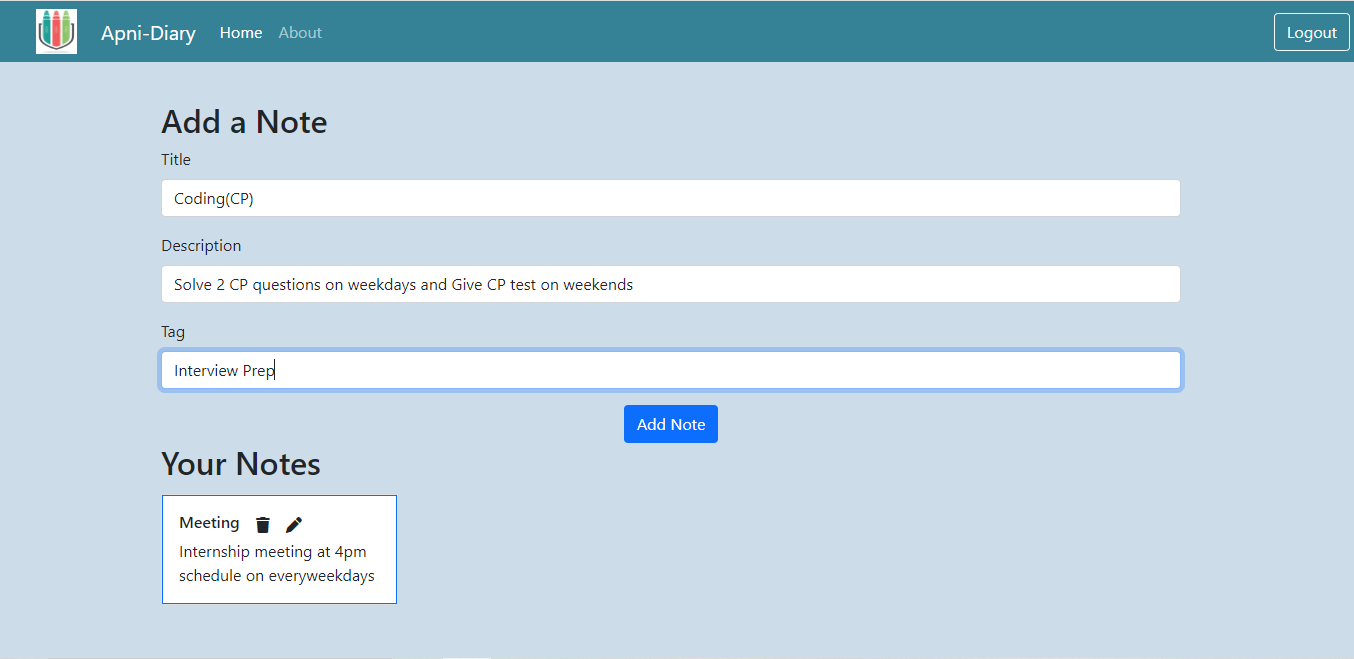 Apni-Diary Home About Logout
Add a Note
Title
Coding(CP)
Description
Solve 2 CP questions on weekdays and Give CP test on weekends
Tag
Interview Prep
Add Note
Your Notes
Meeting
Internship meeting at 4pm
schedule on everyweekdays